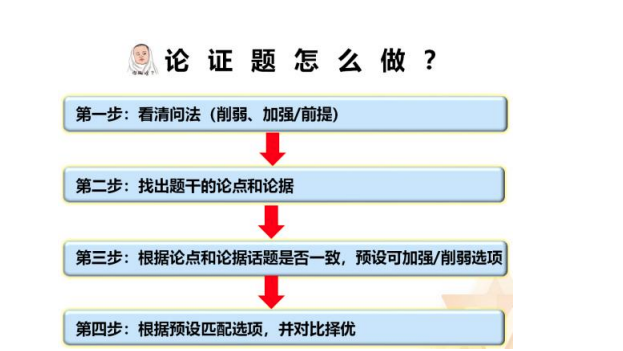 论证题怎么做？
第一步：看清问法（削弱、加强/前提）
第二步：找出题干的论点和论据
第三步：根据论点和论据话题是否一致，预设可加强/削弱选项
第四步：根据预设匹配选项，并对比择优